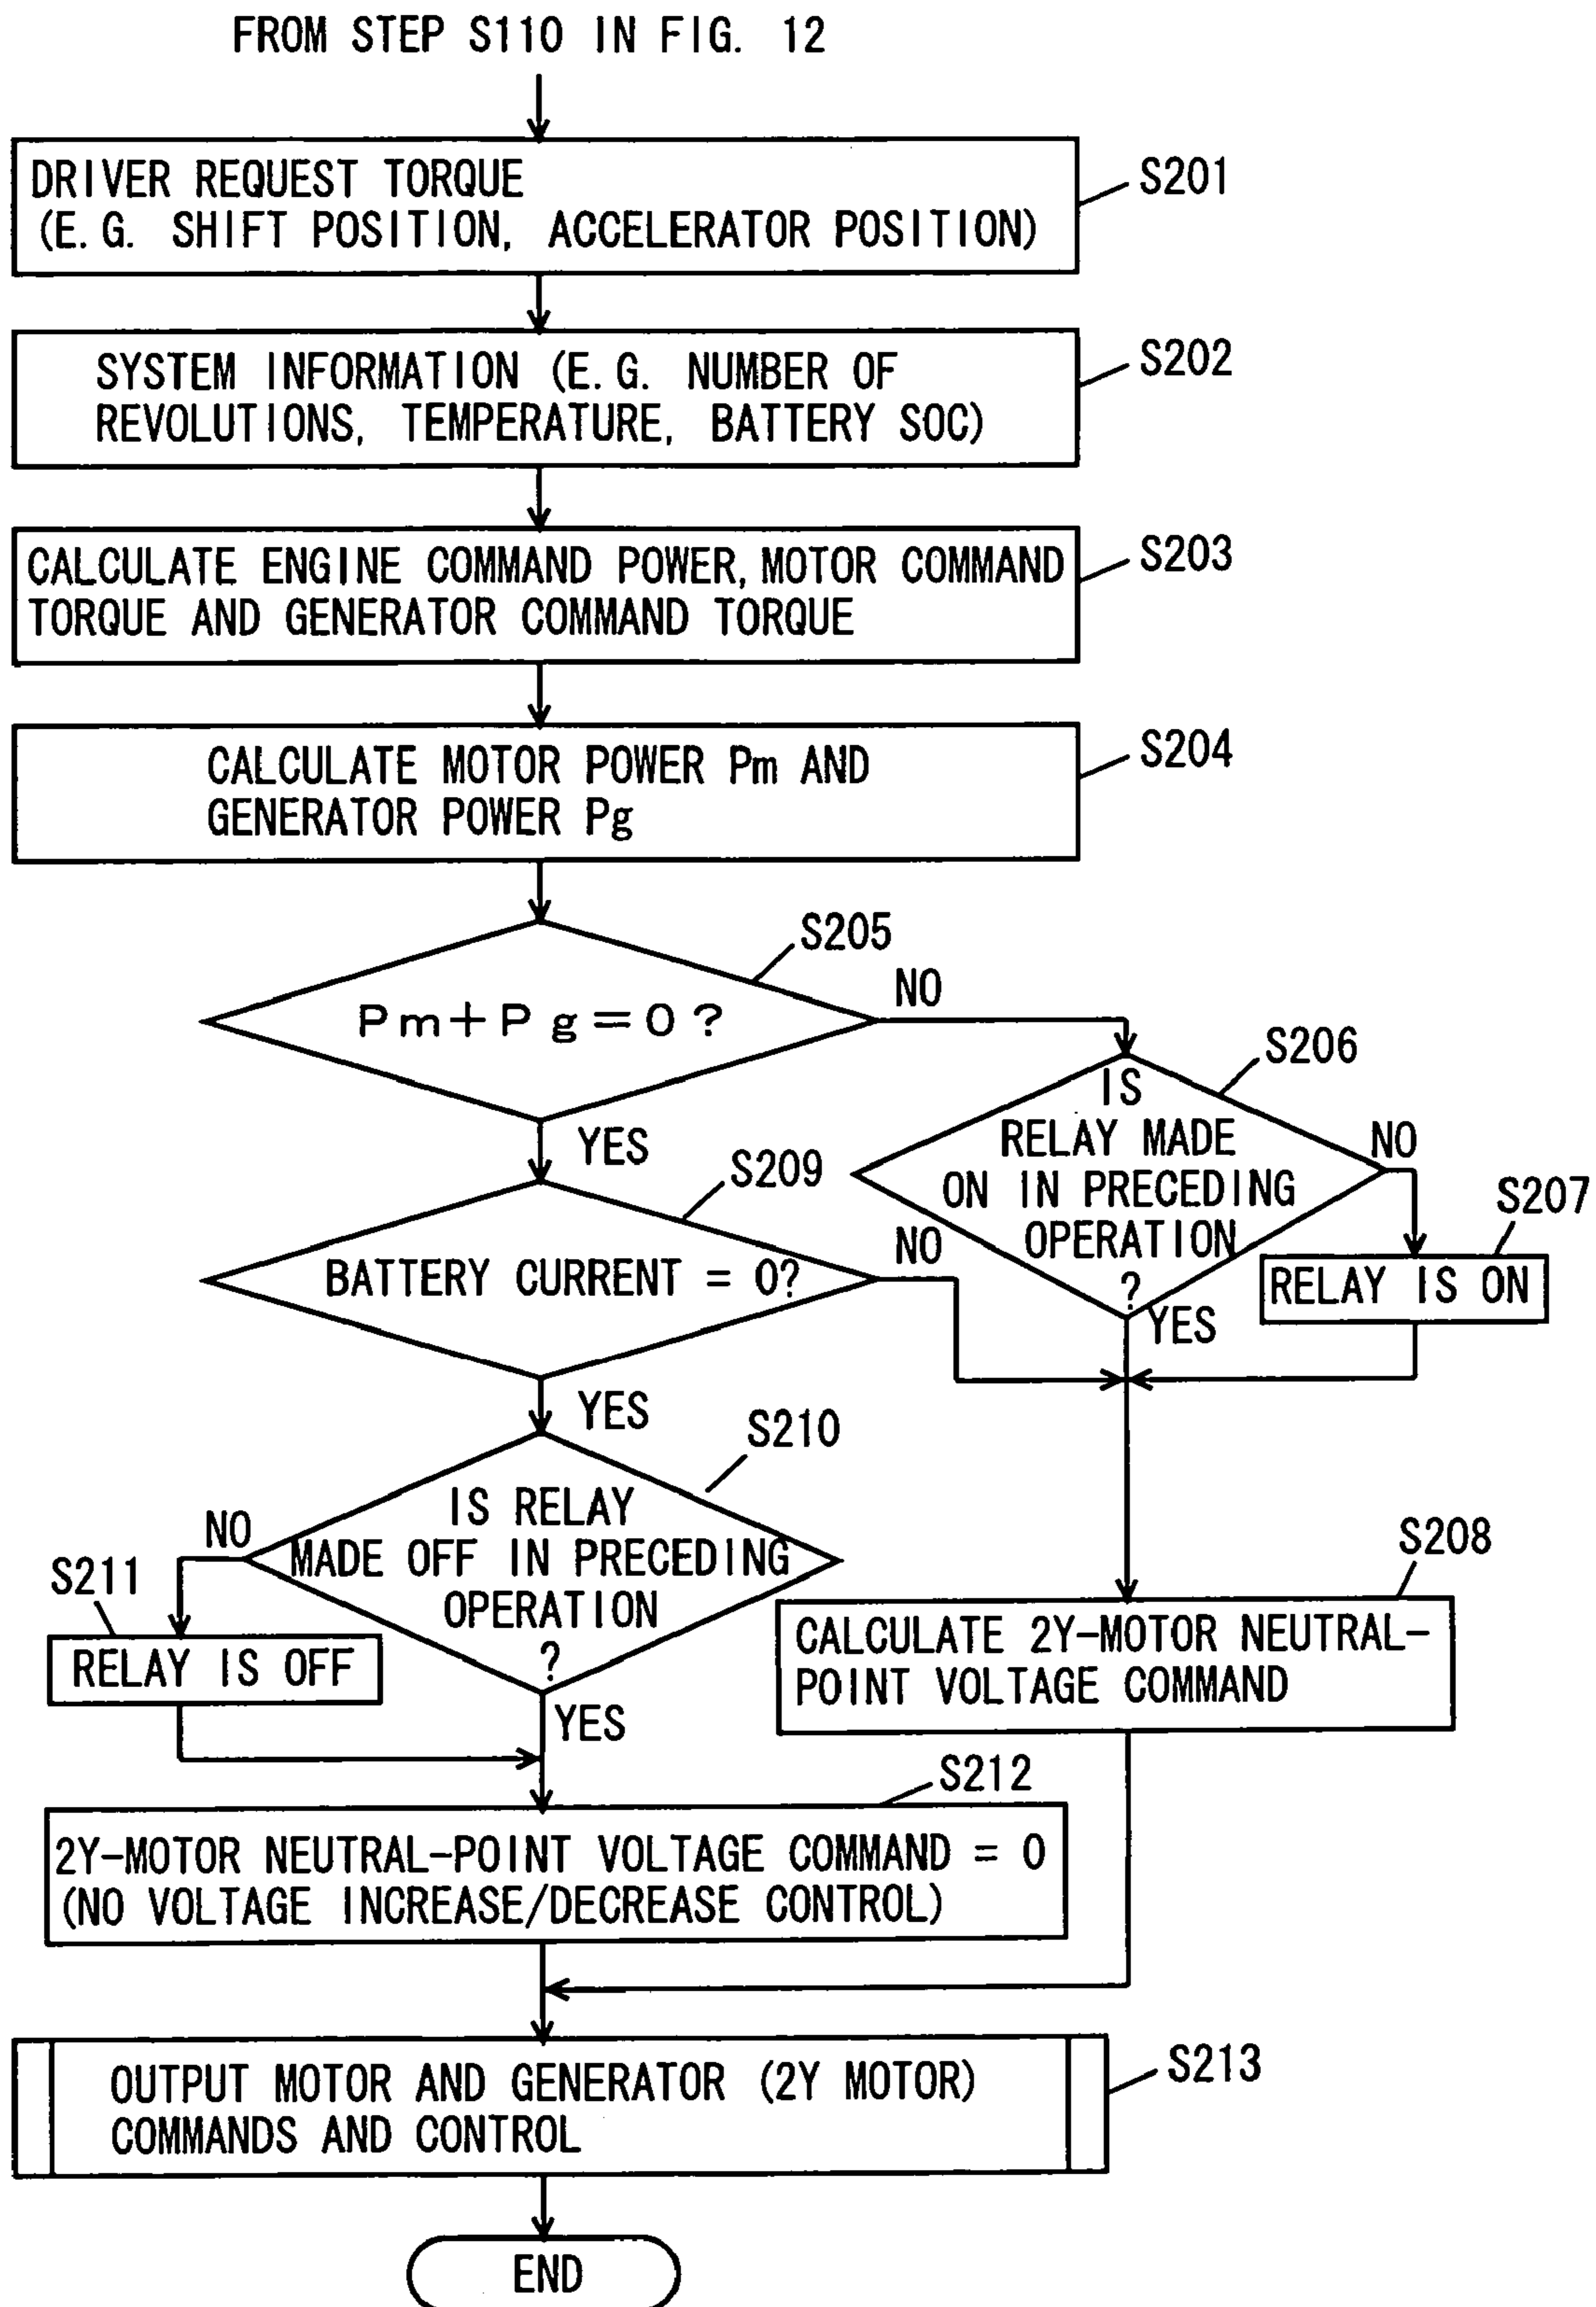 FROM STEP S110 IN FIG. 12
DRIVER REQUEST TORQUE
(E.G. SHIFT POSITION, ACCELERATOR POSITION)
S201
SYSTEM INFORMATION (E.G. NUMBER OF
REVOLUTIONS, TEMPERATURE, BATTERY SOC)
S202
CALCULATE ENGINE COMMAND POWER, MOTOR COMMAND
TORQUE AND GENERATOR COMMAND TORQUE
S203
CALCULATE MOTOR POWER Pm AND
GENERATOR POWER Pg
S204
S205
Pm+Pg=0?
NO
YES
S206
IS
RELAY MADE
ON IN PRECEDING
OPERATION
?
NO
YES
S207
RELAY IS ON
S209
BATTERY CURRENT = 0?
NO
YES
S210
IS RELAY
MADE OFF IN PRECEDING
OPERATION
?
NO
YES
S211
RELAY IS OFF
S208
CALCULATE 2Y-MOTOR NEUTRAL-
POINT VOLTAGE COMMAND
S212
2Y-MOTOR NEUTRAL-POINT VOLTAGE COMMAND = 0
(NO VOLTAGE INCREASE/DECREASE CONTROL)
OUTPUT MOTOR AND GENERATOR (2Y MOTOR)
COMMANDS AND CONTROL
S213
END